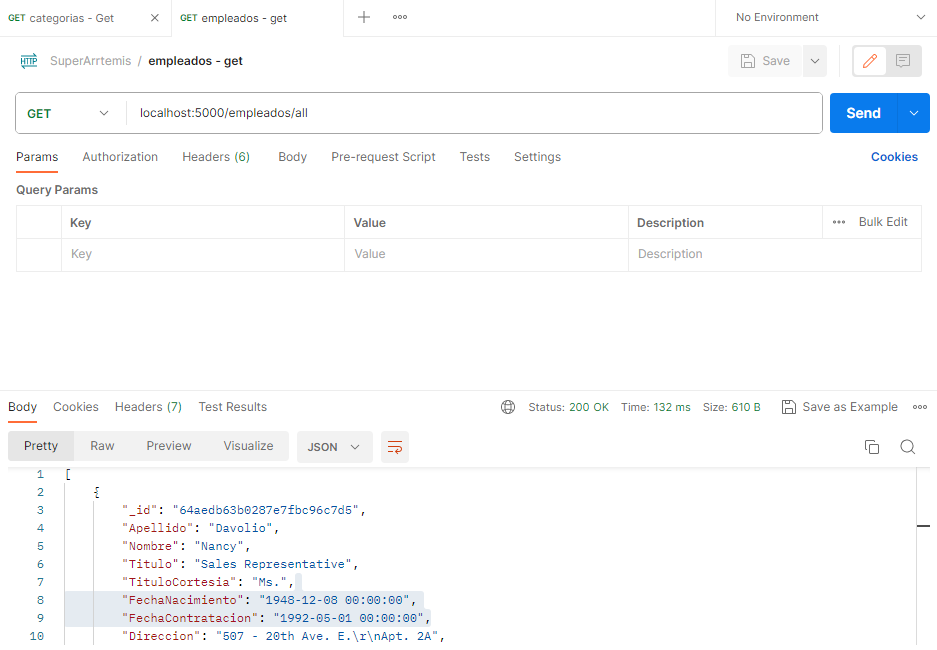 GET categorias - Get
GET empleados - get
No Environment
HTTP SuperArrtemis / empleados - get
Save
GET localhost:5000/empleados/all
Send
Params Authorization Headers (6) Body Pre-request Script Tests Settings Cookies
Query Params
Key Value Description Bulk Edit
Key Value Description
Body Cookies Headers (7) Test Results Status: 200 OK Time: 132 ms Size: 610 B Save as Example
Pretty Raw Preview Visualize JSON
1 [
2 {
3 "_id": "64aedb63b0287e7fbc96c7d5",
4 "Apellido": "Davolio",
5 "Nombre": "Nancy",
6 "Titulo": "Sales Representative",
7 "TituloCortesia": "Ms.",
8 "FechaNacimiento": "1948-12-08 00:00:00",
9 "FechaContratacion": "1992-05-01 00:00:00",
10 "Direccion": "507 - 20th Ave. E.\r\nApt. 2A",